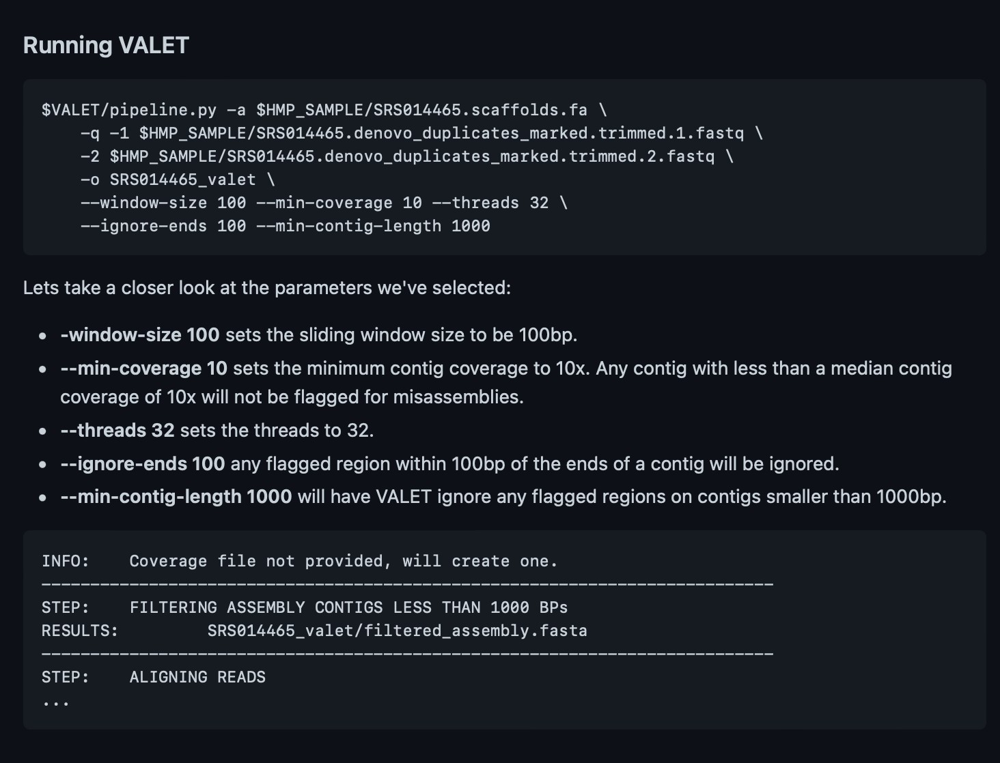 Running VALET
$VALET/pipeline.py -a $HMP_SAMPLE/SRS014465.scaffolds.fa \
    -q -1 $HMP_SAMPLE/SRS014465.denovo_duplicates_marked.trimmed.1.fastq \
    -2 $HMP_SAMPLE/SRS014465.denovo_duplicates_marked.trimmed.2.fastq \
    -o SRS014465_valet \
    --window-size 100 --min-coverage 10 --threads 32 \
    --ignore-ends 100 --min-contig-length 1000
Lets take a closer look at the parameters we've selected:
• -window-size 100 sets the sliding window size to be 100bp.
• --min-coverage 10 sets the minimum contig coverage to 10x. Any contig with less than a median contig
coverage of 10x will not be flagged for misassemblies.
• --threads 32 sets the threads to 32.
• --ignore-ends 100 any flagged region within 100bp of the ends of a contig will be ignored.
• --min-contig-length 1000 will have VALET ignore any flagged regions on contigs smaller than 1000bp.
INFO:    Coverage file not provided, will create one.
---------------------------------------------------------------------------
STEP:    FILTERING ASSEMBLY CONTIGS LESS THAN 1000 BPs
RESULTS:         SRS014465_valet/filtered_assembly.fasta
---------------------------------------------------------------------------
STEP:    ALIGNING READS
...